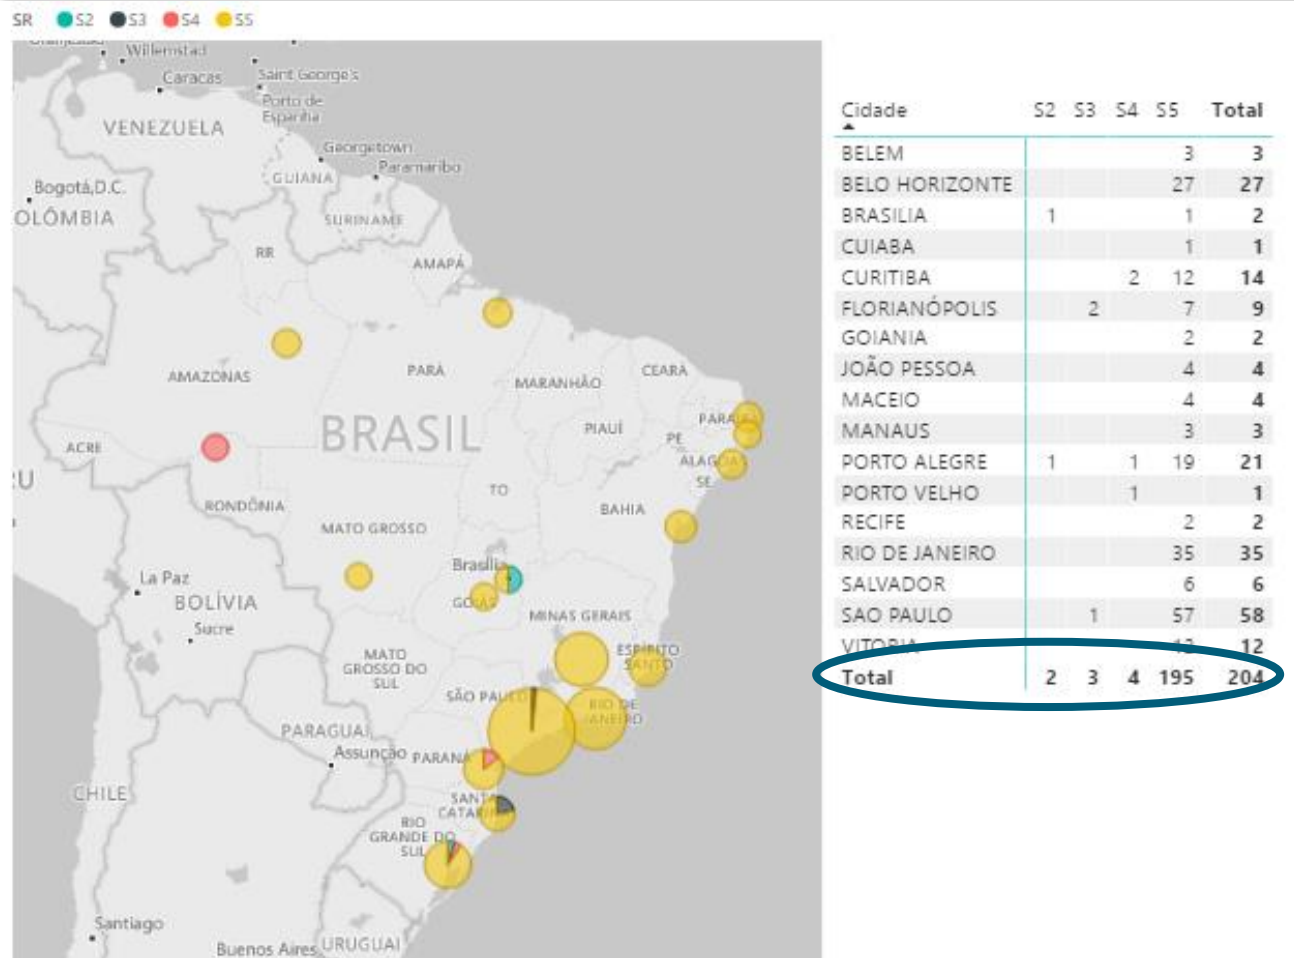 SR S2 S3 S4 S5
Willemstad
Caracas
Saint George's
Porto de
Espanha
VENEZUELA
Georgetown
Paramaribo
GUIANA
Bogotá,D.C.
OLÔMBIA
SURINAME
RR
AMAPÁ
AMAZONAS
PARÁ
MARANHÃO
CEARÁ
BRASIL
PIAUÍ
PE
ACRE
SE
RU
RONDÔNIA
TO
BAHIA
MATO GROSSO
Brasília
La Paz
BOLÍVIA
MINAS GERAIS
Sucre
MATO
GROSSO DO
SUL
ESPÍRITO
SANTO
SÃO PAULO
RIO DE
JANEIRO
PARAGUAI
Assunção
PARANÁ
CHILE
SANTA
CATARINA
RIO
GRANDE DO
SUL
Santiago
Buenos Aires
URUGUAI
Cidade S2 S3 S4 S5 Total
BELEM 3 3
BELO HORIZONTE 27 27
BRASILIA 1 1 2
CUIABA 1 1
CURITIBA 2 12 14
FLORIANÓPOLIS 2 7 9
GOIANIA 2 2
JOÃO PESSOA 4 4
MACEIO 4 4
MANAUS 3 3
PORTO ALEGRE 1 1 19 21
PORTO VELHO 1 1
RECIFE 2 2
RIO DE JANEIRO 35 35
SALVADOR 6 6
SAO PAULO 1 57 58
VITORIA 12 12
Total 2 3 4 195 204